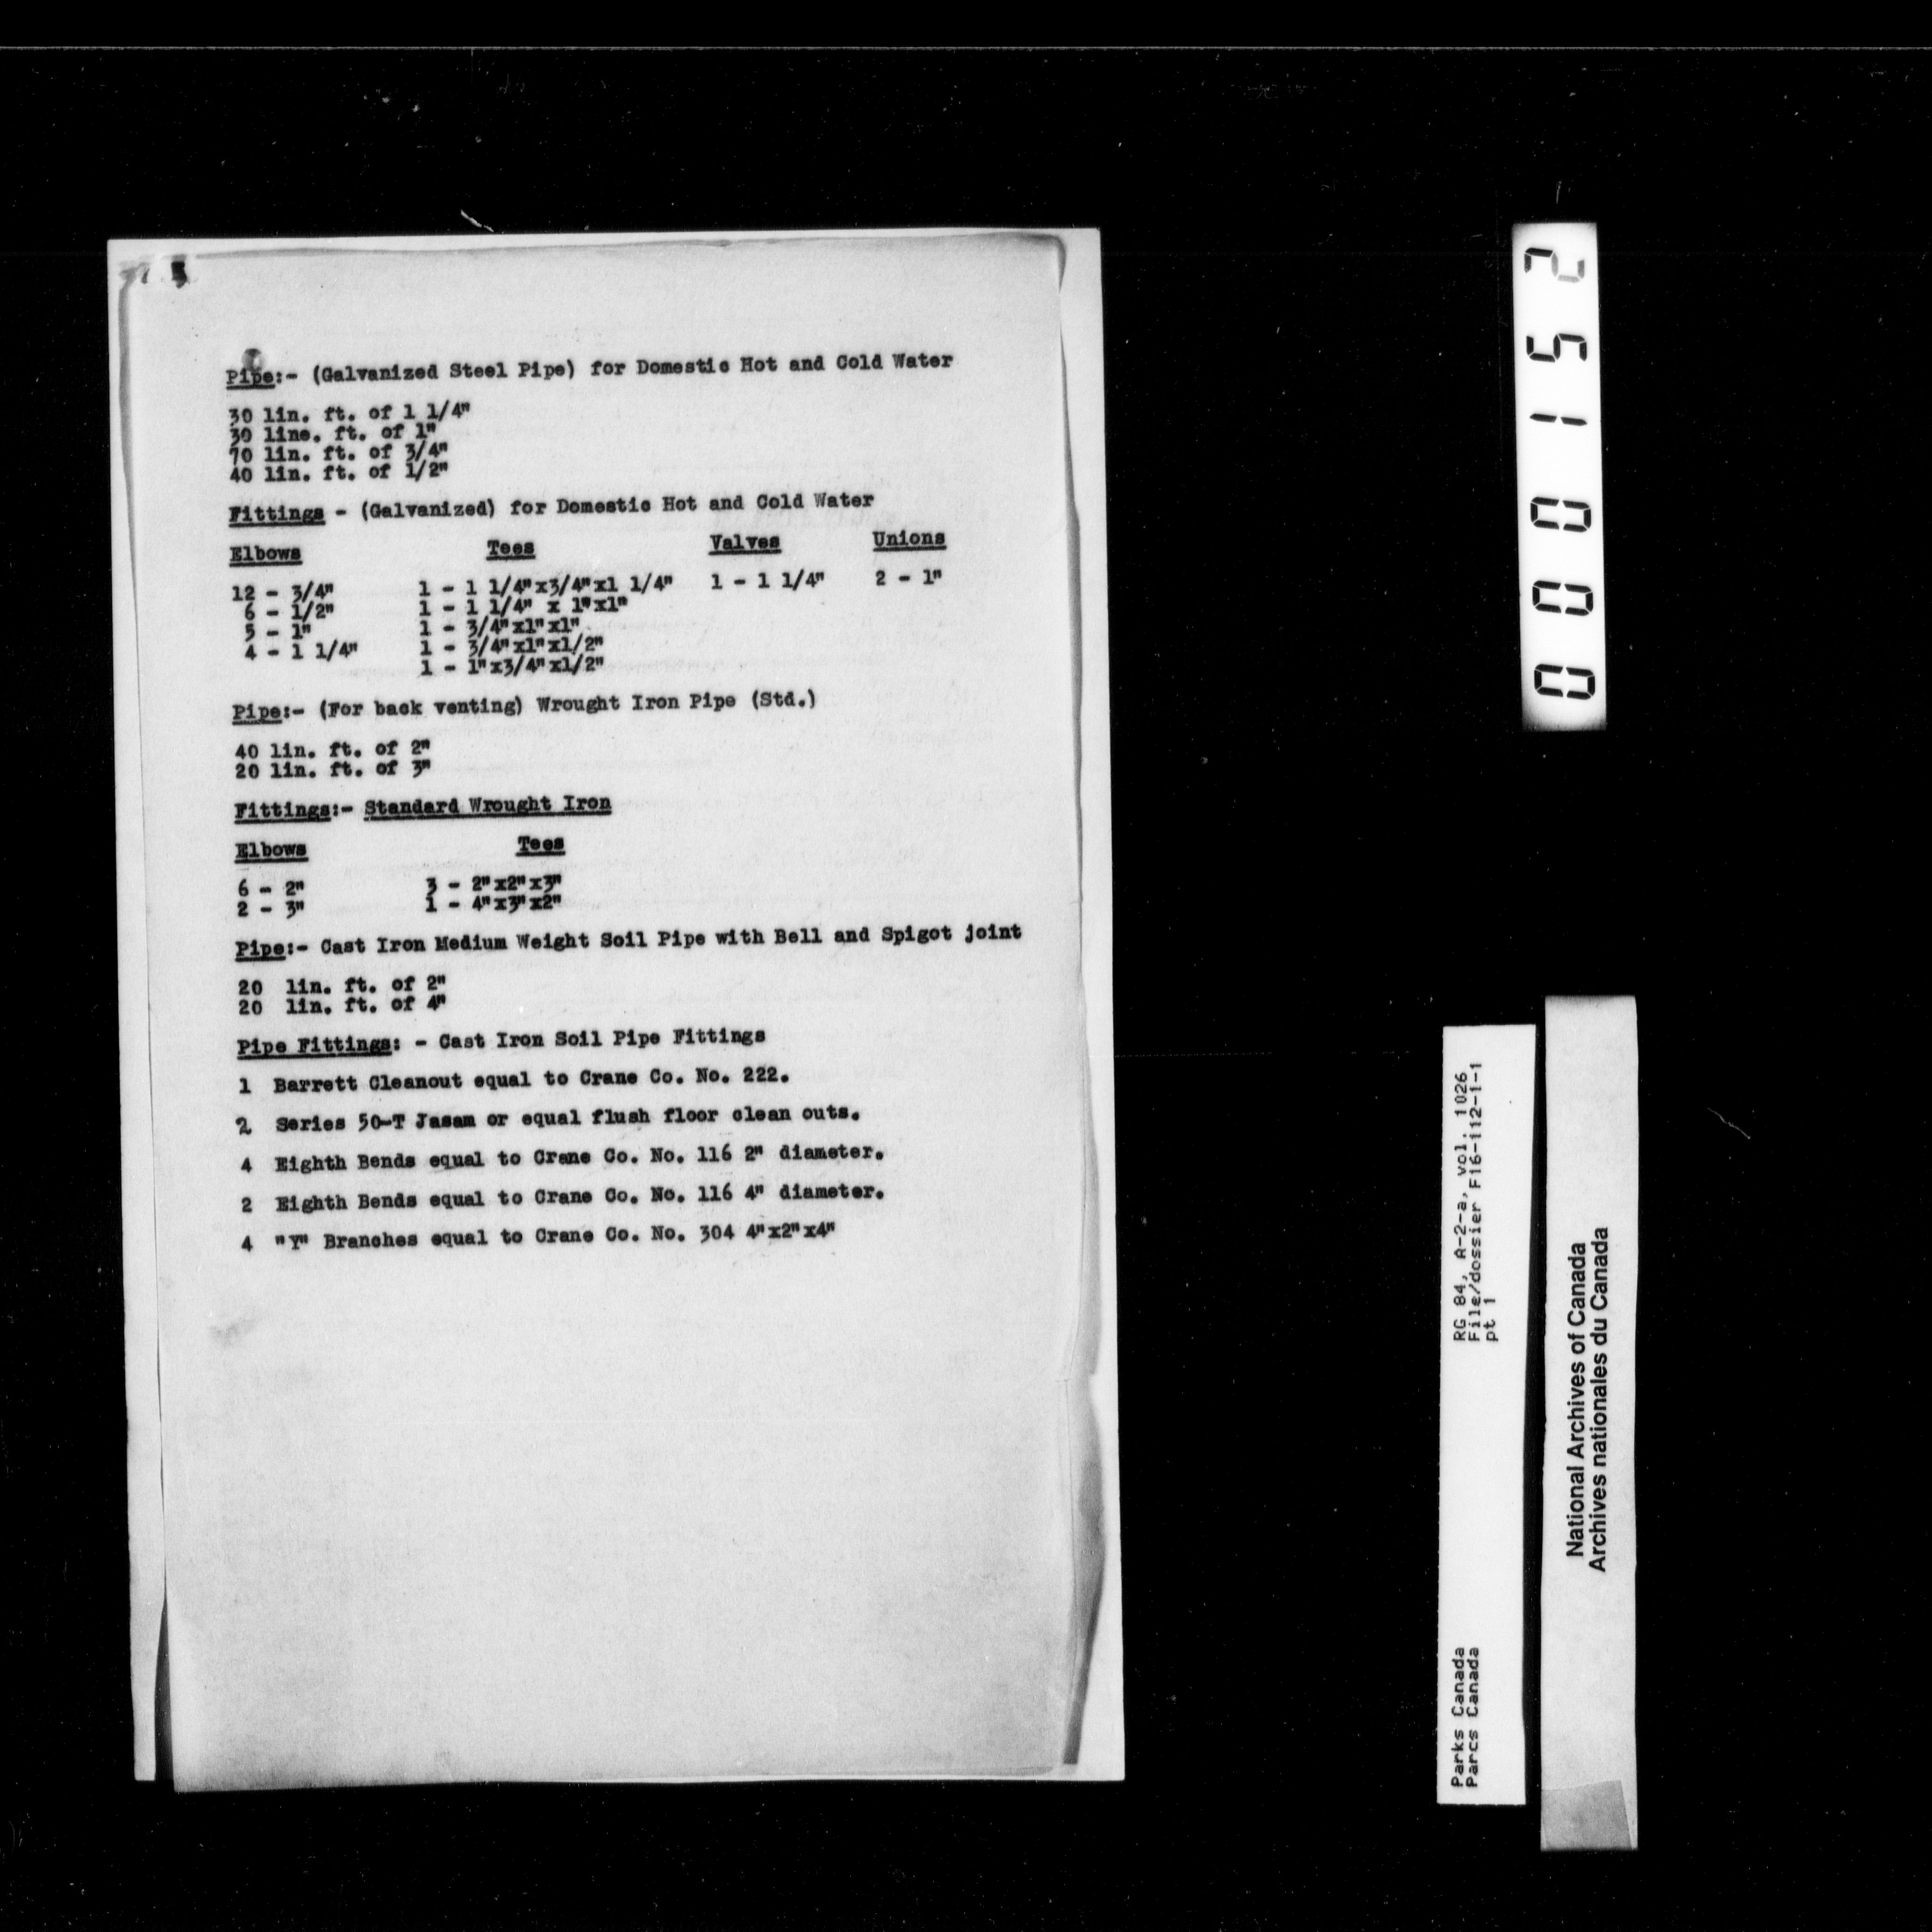 Pipe:- (Galvanized Steel Pipe) for Domestic Hot and Cold Water
30 lin. ft. of 1 1/4"
30 line. ft. of 1"
70 lin. ft. of 3/4"
40 lin. ft. of 1/2"
Fittings - (Galvanized) for Domestic Hot and Cold Water
Elbows Tees Valves Unions
12 - 3/4" 1 - 1 1/4"x3/4"x1 1/4" 1 - 1 1/4" 2 - 1"
6 - 1/2" 1 - 1 1/4" x 1"x1"
5 - 1" 1 - 3/4"x1"x1"
4 - 1 1/4" 1 - 3/4"x1"x1/2"
1 - 1"x3/4"x1/2"
Pipe:- (For back venting) Wrought Iron Pipe (Std.)
40 lin. ft. of 2"
20 lin. ft. of 3"
Fittings:- Standard Wrought Iron
Elbows Tees
6 - 2" 3 - 2"x2"x3"
2 - 3" 1 - 4"x3"x2"
Pipe:- Cast Iron Medium Weight Soil Pipe with Bell and Spigot joint
20 lin. ft. of 2"
20 lin. ft. of 4"
Pipe Fittings: - Cast Iron Soil Pipe Fittings
1 Barrett Cleanout equal to Crane Co. No. 222.
2 Series 50-T Jasam or equal flush floor clean outs.
4 Eighth Bends equal to Crane Co. No. 116 2" diameter.
2 Eighth Bends equal to Crane Co. No. 116 4" diameter.
4 "Y" Branches equal to Crane Co. No. 304 4"x2"x4"
000152
Parks Canada RG 84, A-2-a, vol. 1026
Parcs Canada File/dossier F16-112-1-1
pt 1
National Archives of Canada
Archives nationales du Canada